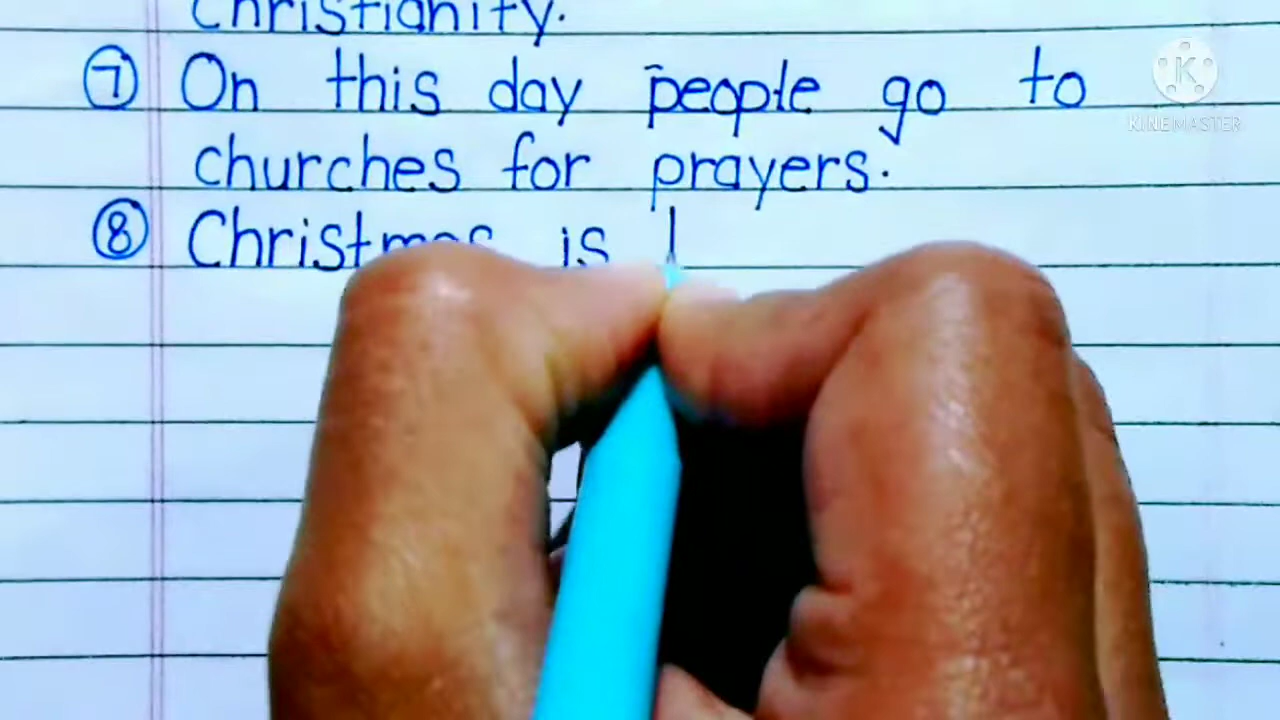 Christianity.
⑦ On this day people go to
churches for prayers.
⑧ Christmas is
KINEMASTER